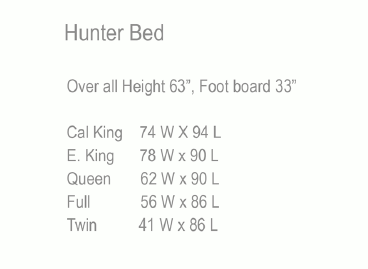 Hunter Bed
Over all Height 63”, Foot board 33”
Cal King 74 W X 94 L
E. King 78 W x 90 L
Queen 62 W x 90 L
Full 56 W x 86 L
Twin 41 W x 86 L